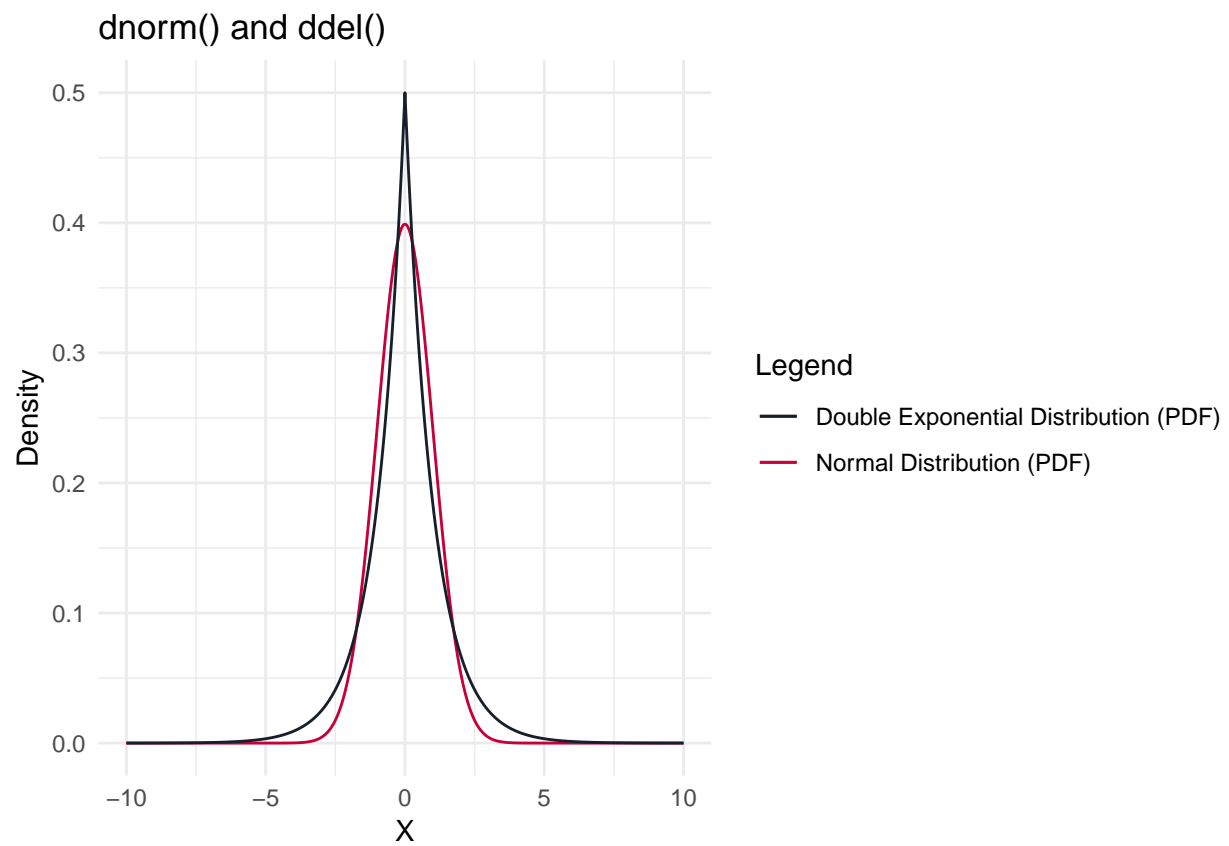 dnorm() and ddel()
0.5
0.4
0.3
0.2
0.1
0.0
Density
−10
−5
0
5
10
X
Legend
Double Exponential Distribution (PDF)
Normal Distribution (PDF)